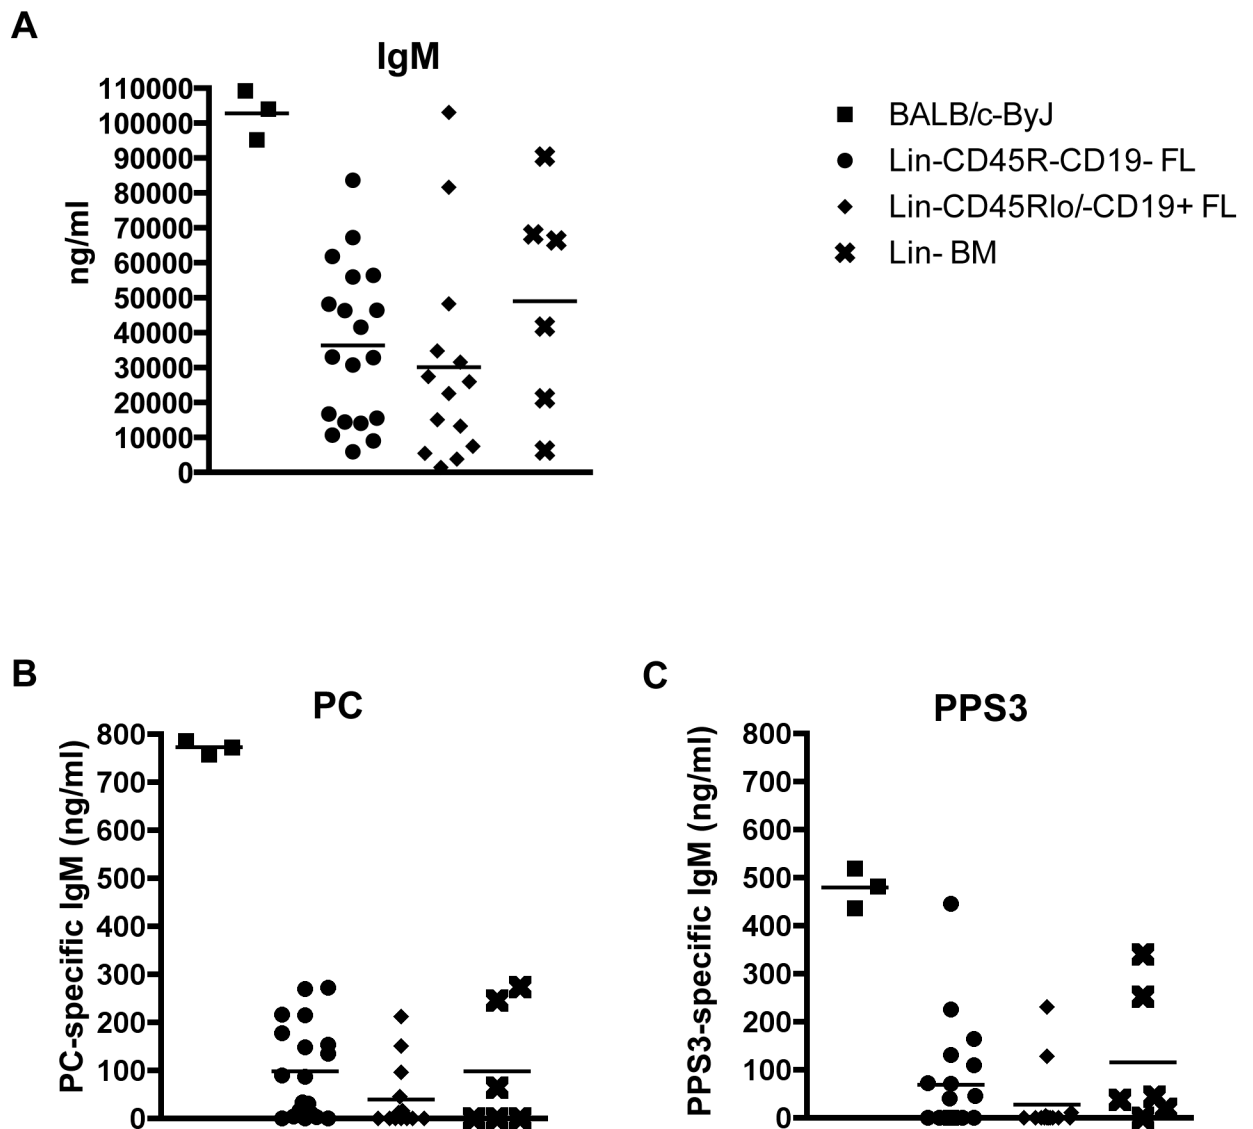 A
IgM
ng/ml
110000
100000
90000
80000
70000
60000
50000
40000
30000
20000
10000
0
BALB/c-ByJ
Lin-CD45R-CD19- FL
Lin-CD45Rlo/-CD19+ FL
Lin- BM
B
PC
PC-specific IgM (ng/ml)
800
700
600
500
400
300
200
100
0
C
PPS3
PPS3-specific IgM (ng/ml)
800
700
600
500
400
300
200
100
0